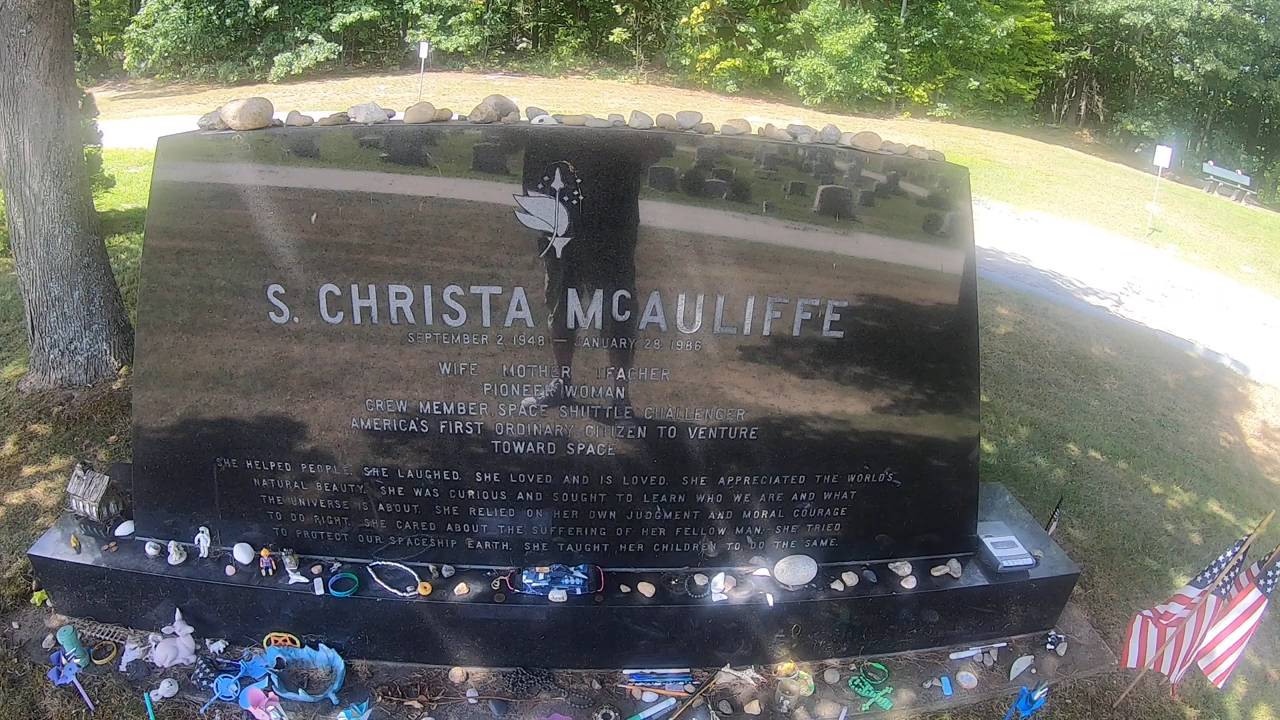 S. CHRISTA MCAULIFFE
SEPTEMBER 2, 1948 — JANUARY 28, 1986
WIFE MOTHER TEACHER
PIONEER WOMAN
CREW MEMBER, SPACE SHUTTLE CHALLENGER
AMERICA'S FIRST ORDINARY CITIZEN TO VENTURE
TOWARD SPACE
SHE HELPED PEOPLE. SHE LAUGHED. SHE LOVED AND IS LOVED. SHE APPRECIATED THE WORLD'S
NATURAL BEAUTY. SHE WAS CURIOUS AND SOUGHT TO LEARN WHO WE ARE AND WHAT
THE UNIVERSE IS ABOUT. SHE RELIED ON HER OWN JUDGMENT AND MORAL COURAGE
TO DO RIGHT. SHE CARED ABOUT THE SUFFERING OF HER FELLOW MAN. SHE TRIED
TO PROTECT OUR SPACESHIP EARTH. SHE TAUGHT HER CHILDREN TO DO THE SAME.